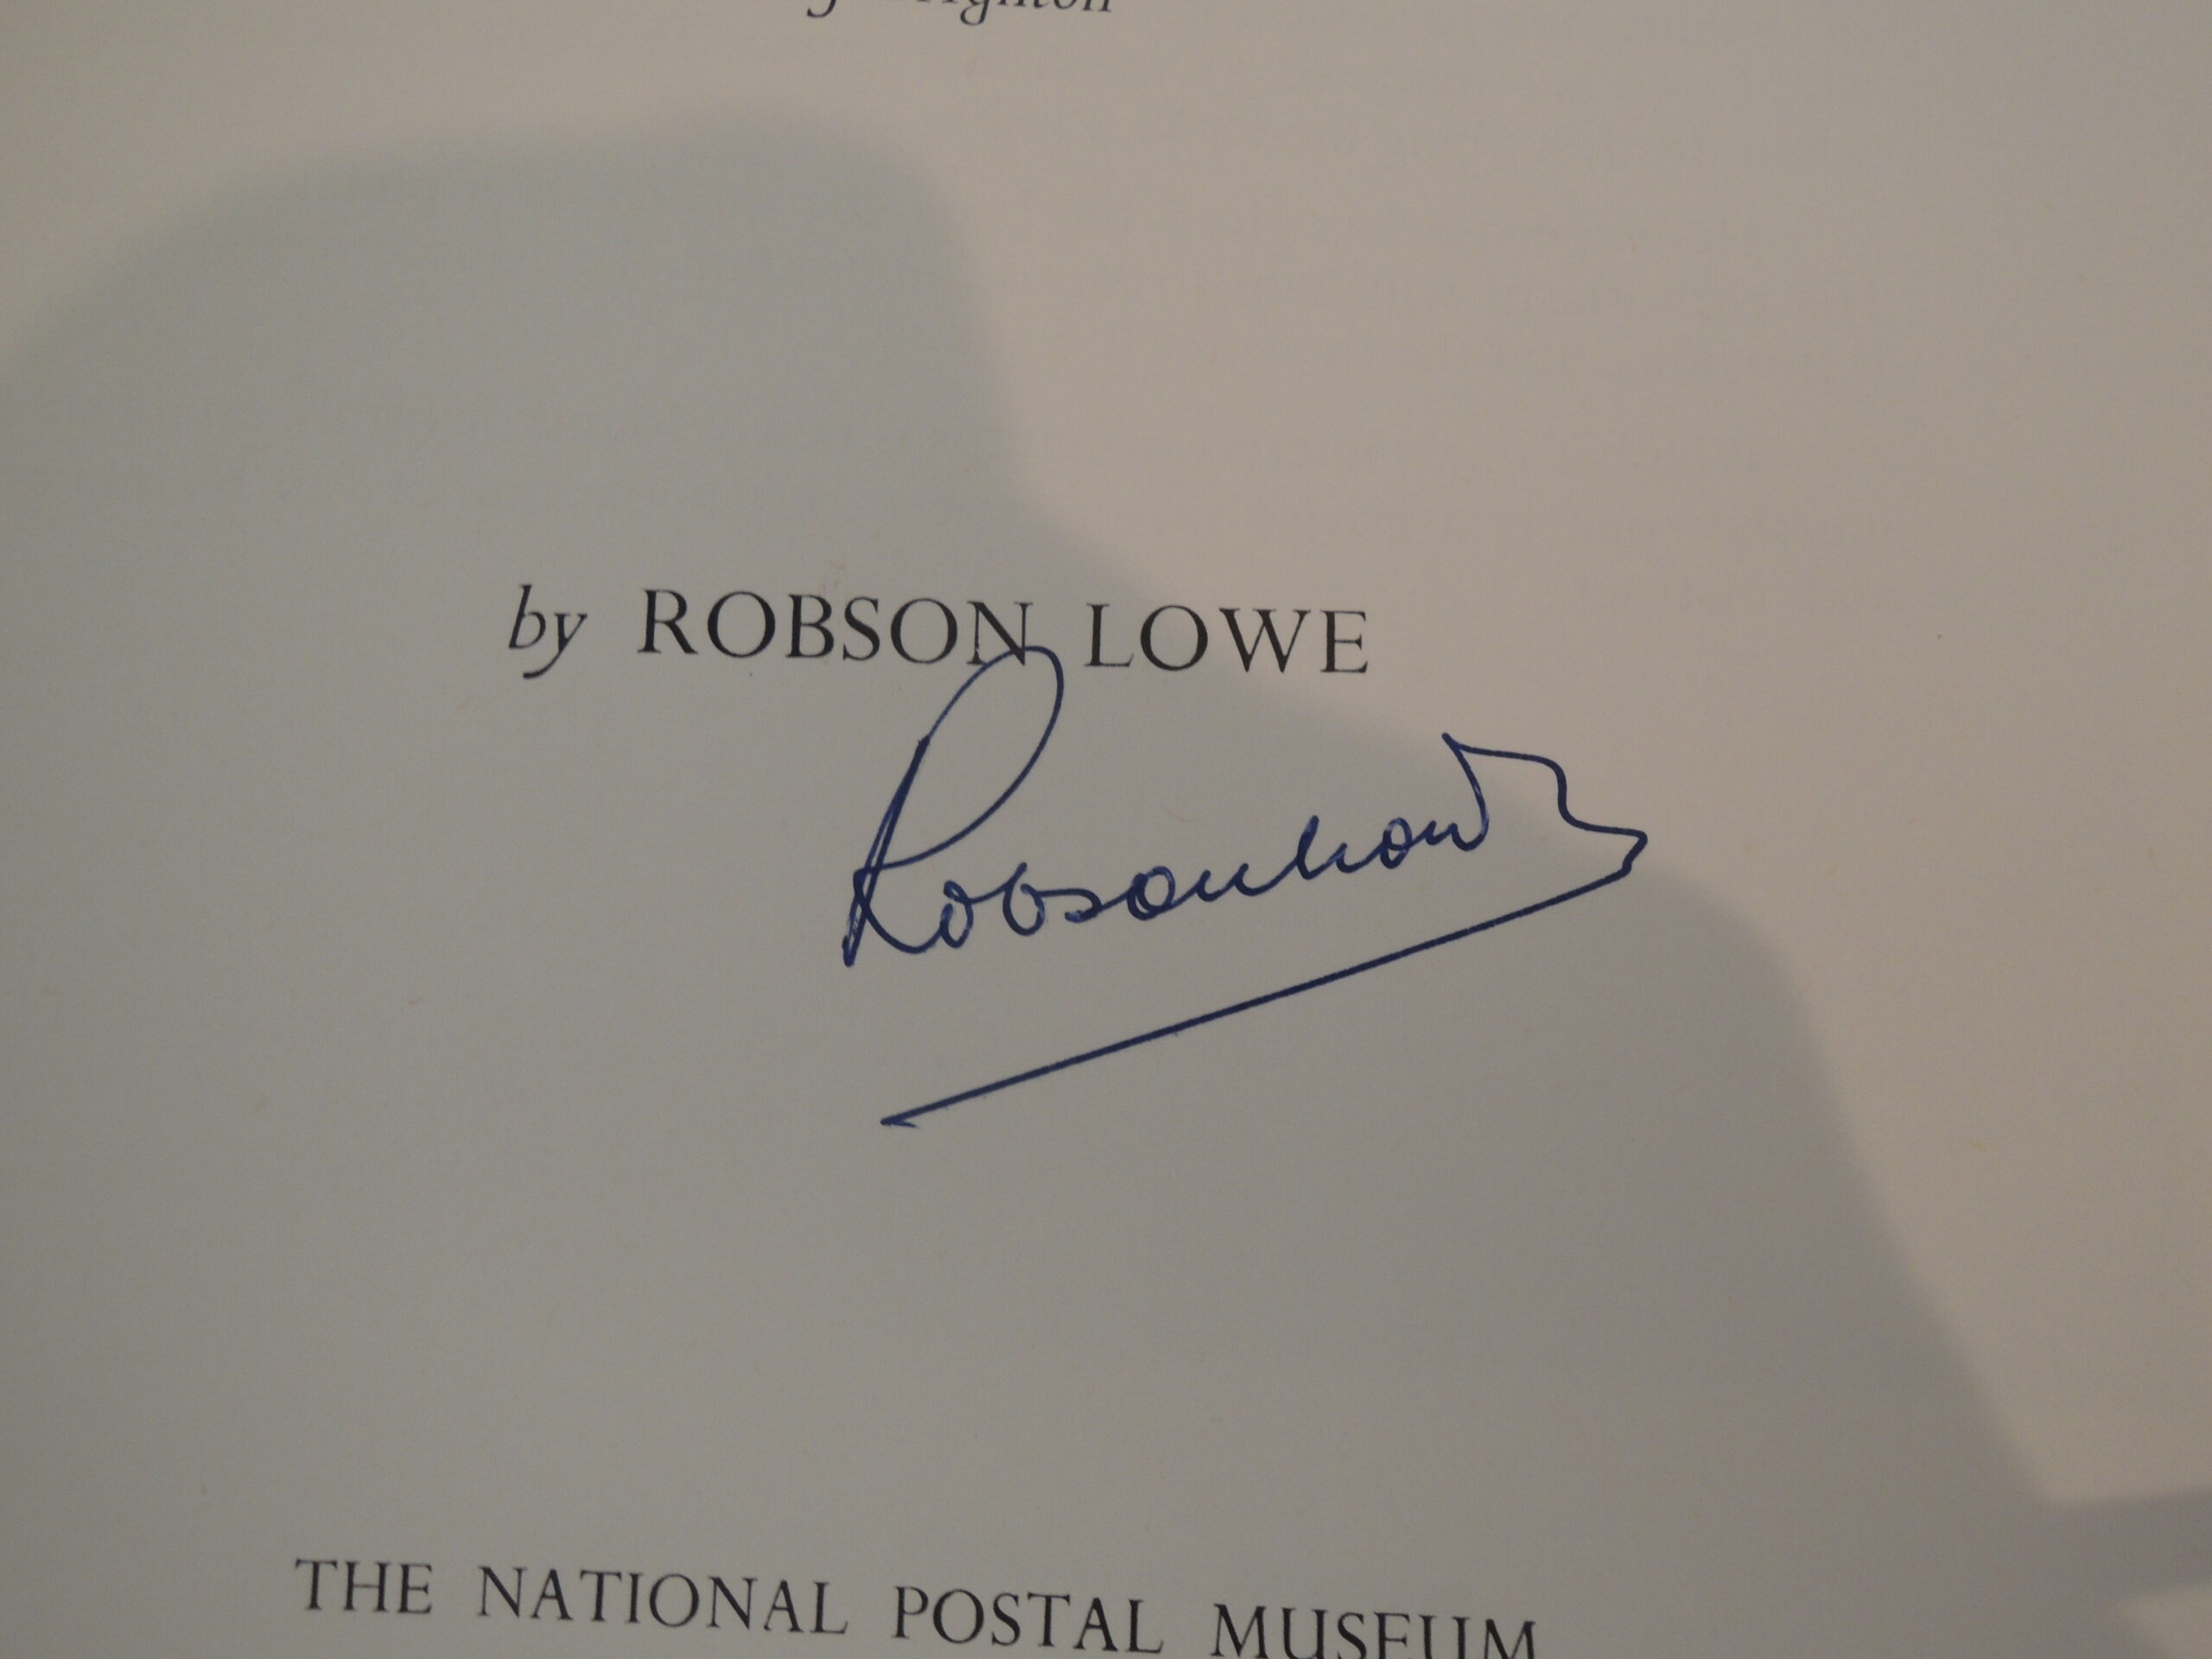 by ROBSON LOWE
Robson Lowe
THE NATIONAL POSTAL MUSEUM